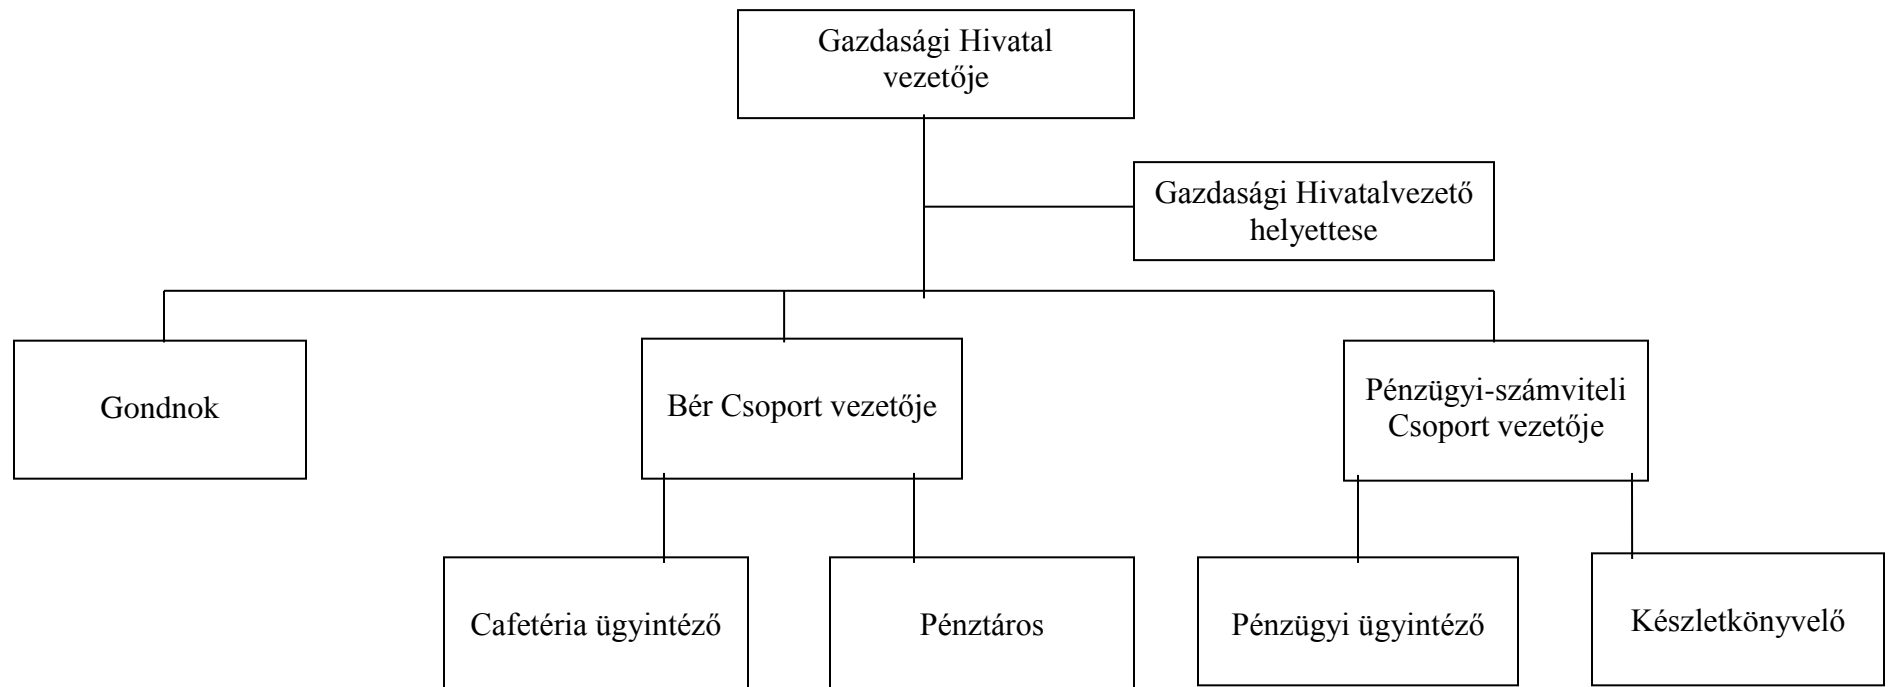 Gazdasági Hivatal
vezetője
Gazdasági Hivatalvezető
helyettese
Gondnok
Bér Csoport vezetője
Pénzügyi-számviteli
Csoport vezetője
Cafetéria ügyintéző
Pénztáros
Pénzügyi ügyintéző
Készletkönyvelő